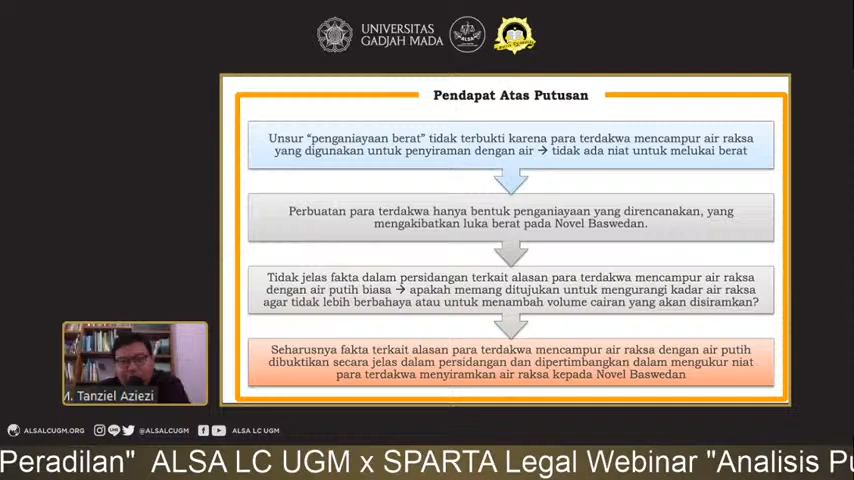 UNIVERSITAS
GADJAH MADA
ALSA
Pendapat Atas Putusan
Unsur “penganiayaan berat” tidak terbukti karena para terdakwa mencampur air raksa
yang digunakan untuk penyiraman dengan air → tidak ada niat untuk melukai berat
Perbuatan para terdakwa hanya bentuk penganiayaan yang direncanakan, yang
mengakibatkan luka berat pada Novel Baswedan.
Tidak jelas fakta dalam persidangan terkait alasan para terdakwa mencampur air raksa
dengan air putih biasa → apakah memang ditujukan untuk mengurangi kadar air raksa
agar tidak lebih berbahaya atau untuk menambah volume cairan yang akan disiramkan?
Seharusnya fakta terkait alasan para terdakwa mencampur air raksa dengan air putih
dibuktikan secara jelas dalam persidangan dan dipertimbangkan dalam mengukur niat
para terdakwa menyiramkan air raksa kepada Novel Baswedan
M. Tanziel Aziezi
ALSALCUGM.ORG @ALSALCUGM ALSA LC UGM
Peradilan" ALSA LC UGM x SPARTA Legal Webinar "Analisis Pu